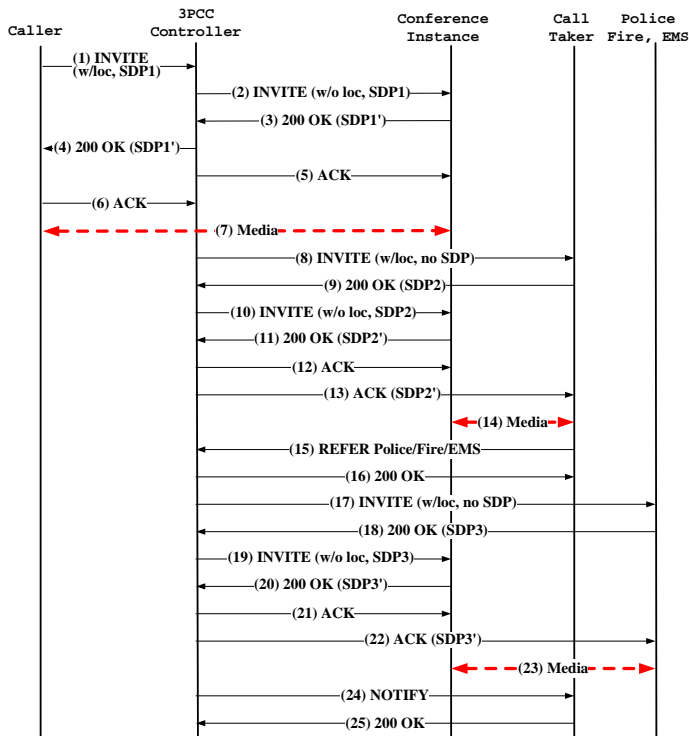 Caller
3PCC
Controller
Conference
Instance
Call
Taker
Police
Fire, EMS
(1) INVITE
(w/loc, SDP1)
(2) INVITE (w/o loc, SDP1)
(3) 200 OK (SDP1')
(4) 200 OK (SDP1')
(5) ACK
(6) ACK
(7) Media
(8) INVITE (w/loc, no SDP)
(9) 200 OK (SDP2)
(10) INVITE (w/o loc, SDP2)
(11) 200 OK (SDP2')
(12) ACK
(13) ACK (SDP2')
(14) Media
(15) REFER Police/Fire/EMS
(16) 200 OK
(17) INVITE (w/loc, no SDP)
(18) 200 OK (SDP3)
(19) INVITE (w/o loc, SDP3)
(20) 200 OK (SDP3')
(21) ACK
(22) ACK (SDP3')
(23) Media
(24) NOTIFY
(25) 200 OK